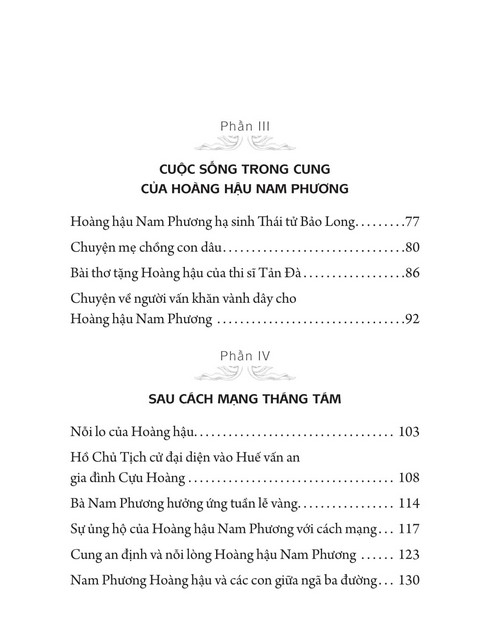 Phần III
CUỘC SỐNG TRONG CUNG
CỦA HOÀNG HẬU NAM PHƯƠNG
Hoàng hậu Nam Phương hạ sinh Thái tử Bảo Long.........77
Chuyện mẹ chồng con dâu.................................80
Bài thơ tặng Hoàng hậu của thi sĩ Tản Đà..................86
Chuyện về người vấn khăn vành dây cho
Hoàng hậu Nam Phương ..................................92
Phần IV
SAU CÁCH MẠNG THÁNG TÁM
Nỗi lo của Hoàng hậu.................................... 103
Hồ Chủ Tịch cử đại diện vào Huế vấn an
gia đình Cựu Hoàng ..................................... 108
Bà Nam Phương hưởng ứng tuần lễ vàng................... 114
Sự ủng hộ của Hoàng hậu Nam Phương với cách mạng... 117
Cung an định và nỗi lòng Hoàng hậu Nam Phương ...... 123
Nam Phương Hoàng hậu và các con giữa ngã ba đường.... 130